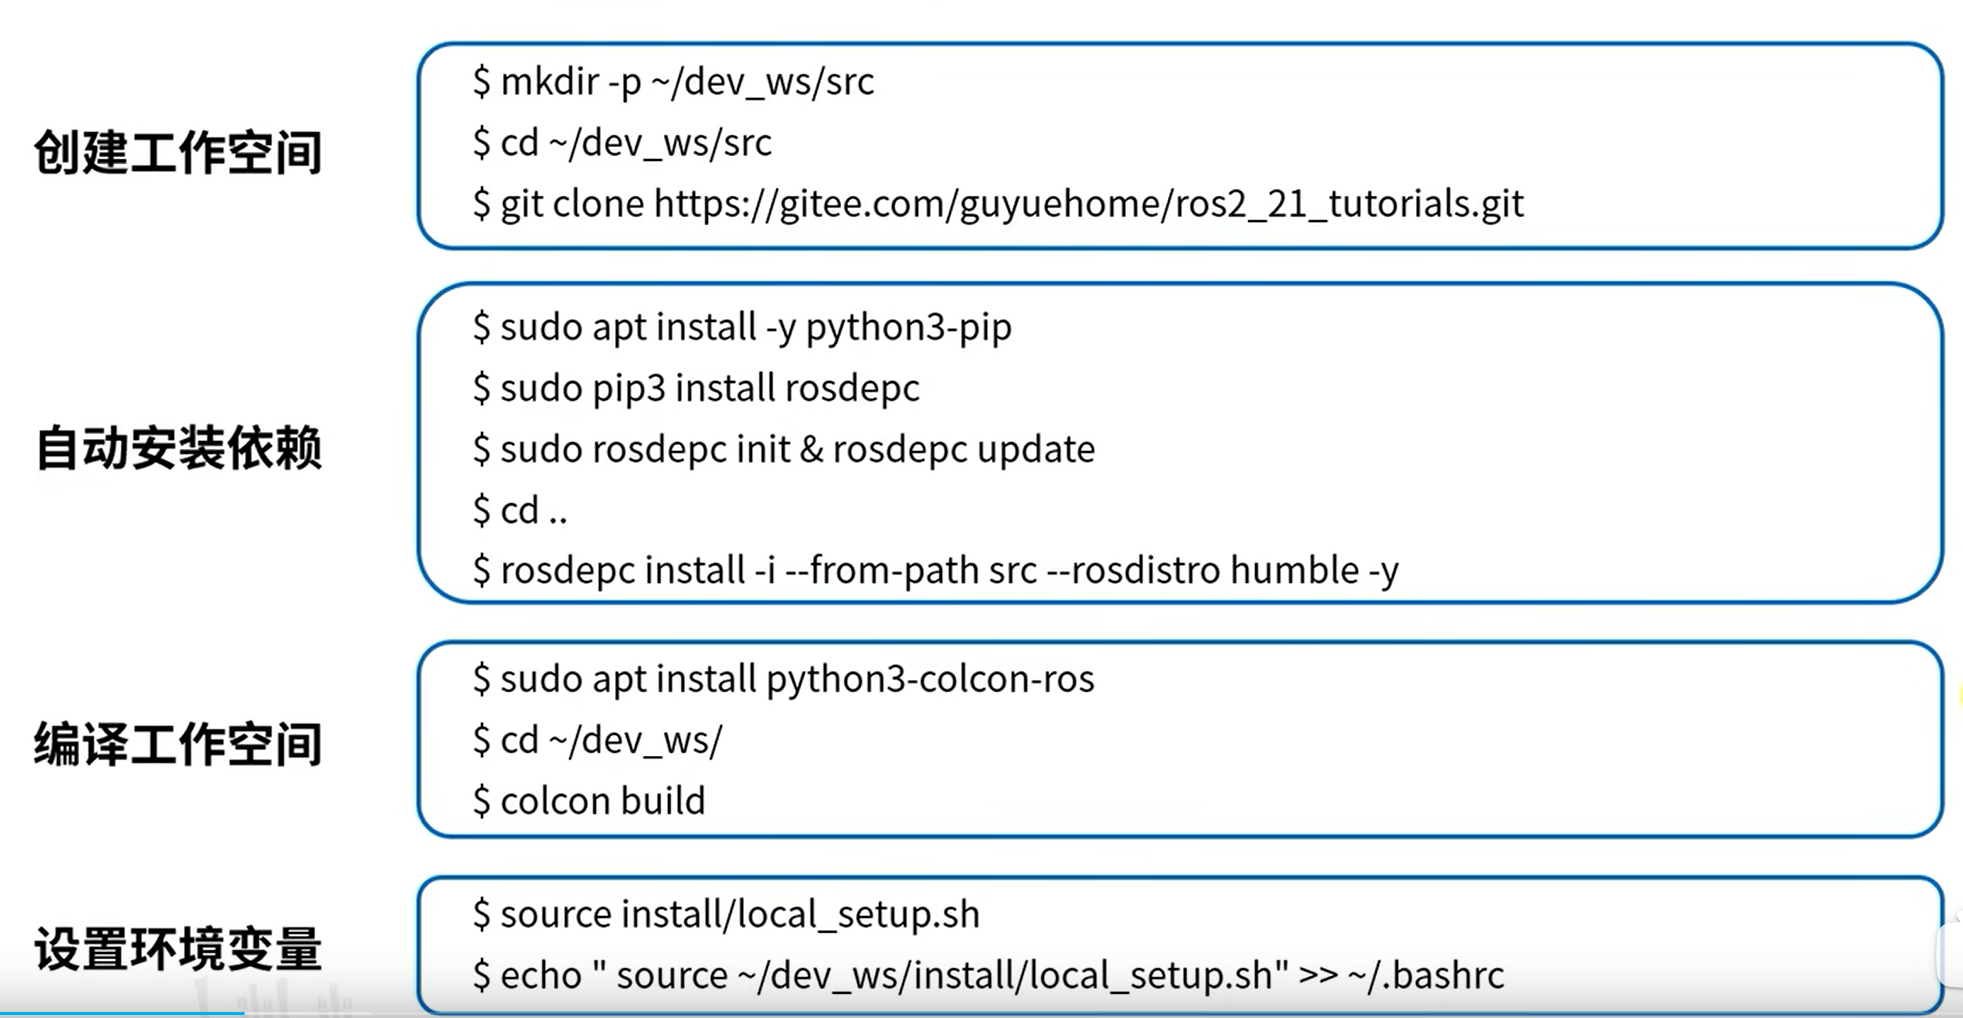 创建工作空间
$ mkdir -p ~/dev_ws/src
$ cd ~/dev_ws/src
$ git clone https://gitee.com/guyuehome/ros2_21_tutorials.git
自动安装依赖
$ sudo apt install -y python3-pip
$ sudo pip3 install rosdepc
$ sudo rosdepc init & rosdepc update
$ cd ..
$ rosdepc install -i --from-path src --rosdistro humble -y
编译工作空间
$ sudo apt install python3-colcon-ros
$ cd ~/dev_ws/
$ colcon build
设置环境变量
$ source install/local_setup.sh
$ echo " source ~/dev_ws/install/local_setup.sh" >> ~/.bashrc